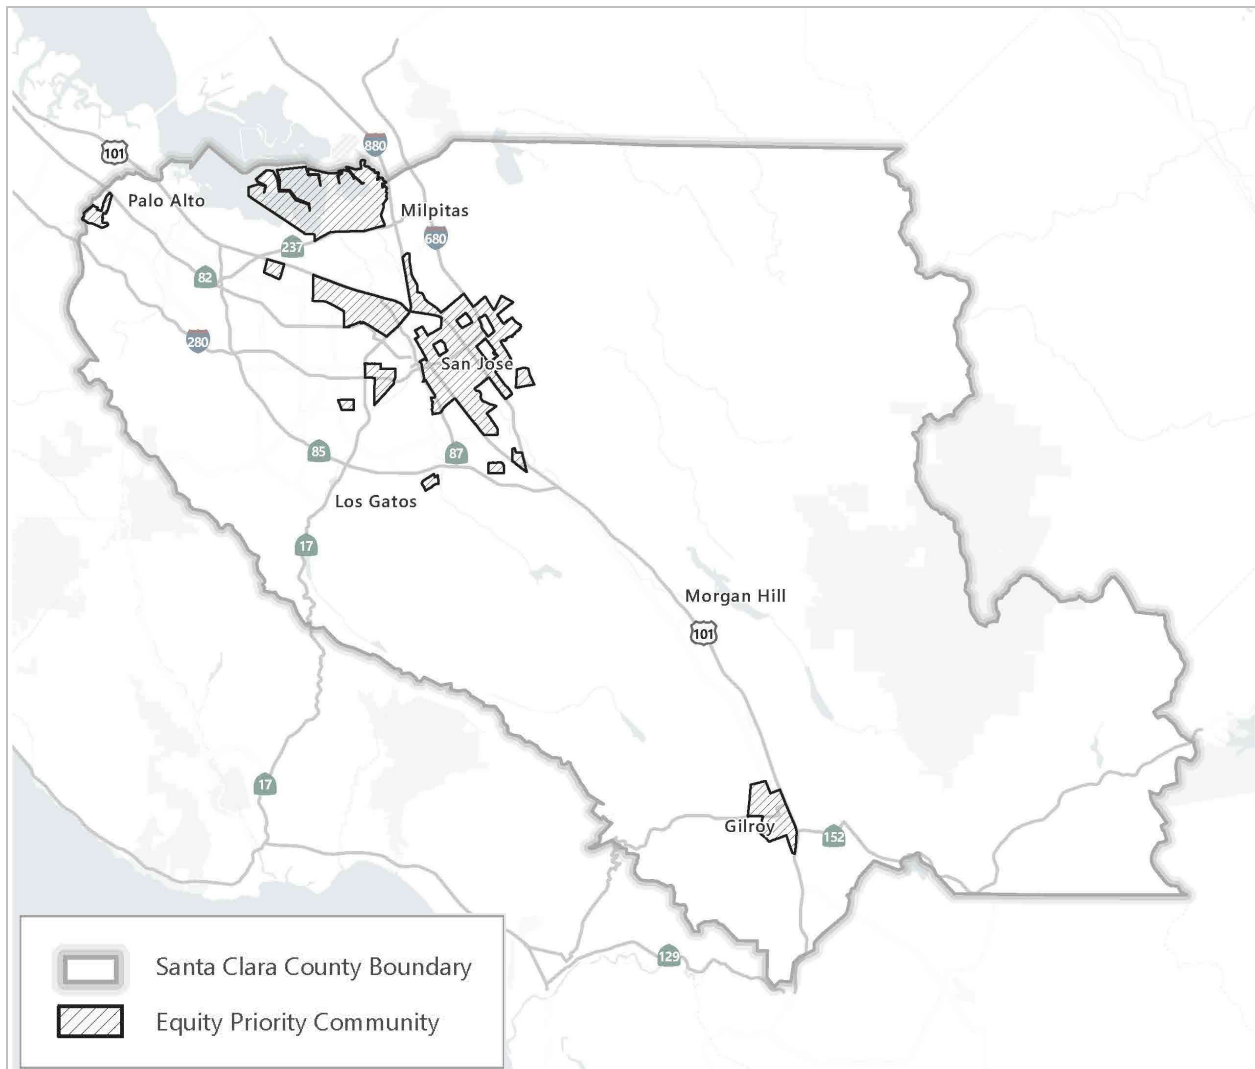 880
101
Palo Alto
Milpitas
680
237
82
280
San Jose
85
87
Los Gatos
17
Morgan Hill
101
17
Gilroy
152
129
Santa Clara County Boundary
Equity Priority Community